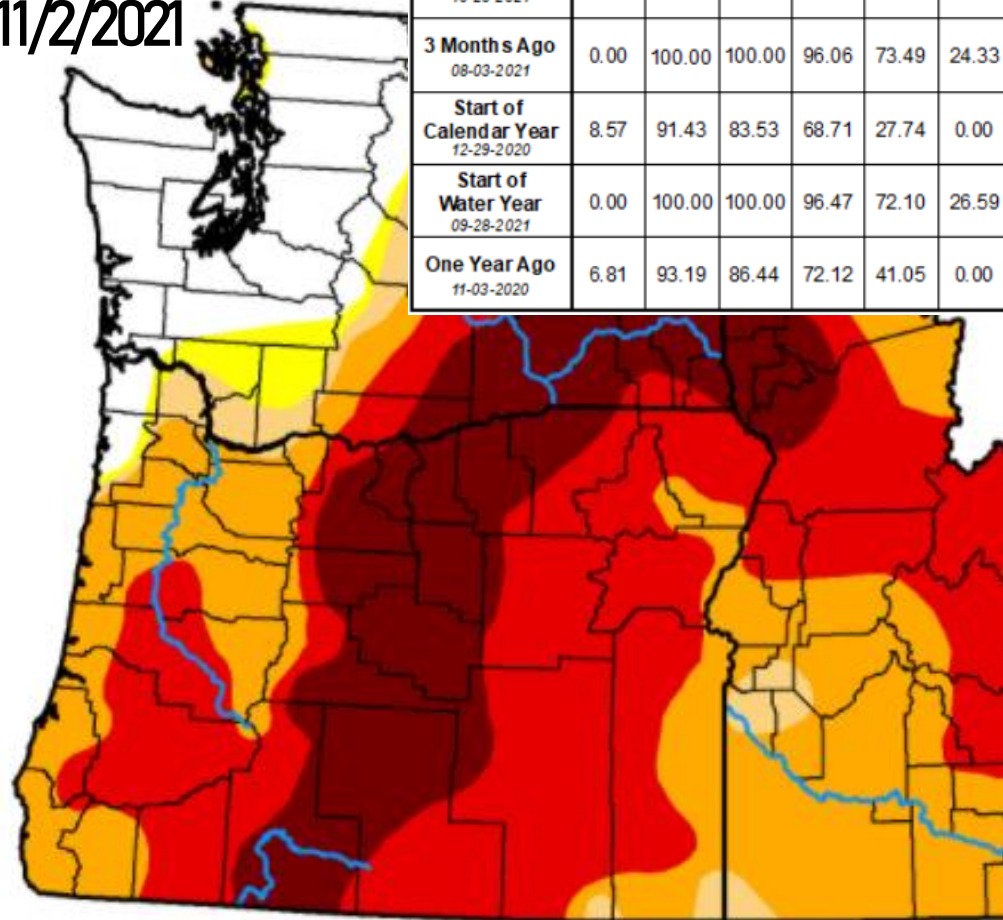 11/2/2021
3 Months Ago 0.00 100.00 100.00 96.06 73.49 24.33
08-03-2021
Start of
Calendar Year 8.57 91.43 83.53 68.71 27.74 0.00
12-29-2020
Start of
Water Year 0.00 100.00 100.00 96.47 72.10 26.59
09-28-2021
One Year Ago 6.81 93.19 86.44 72.12 41.05 0.00
11-03-2020